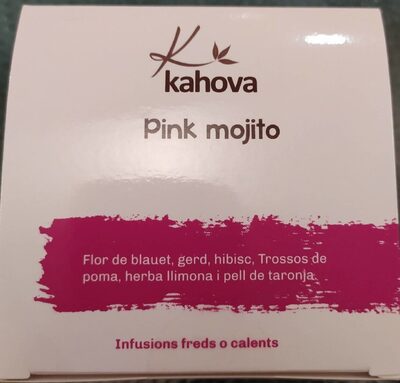 K
kahova
Pink mojito
Flor de blauet, gerd, hibisc, Trossos de
poma, herba llimona i pell de taronja.
Infusions freds o calents